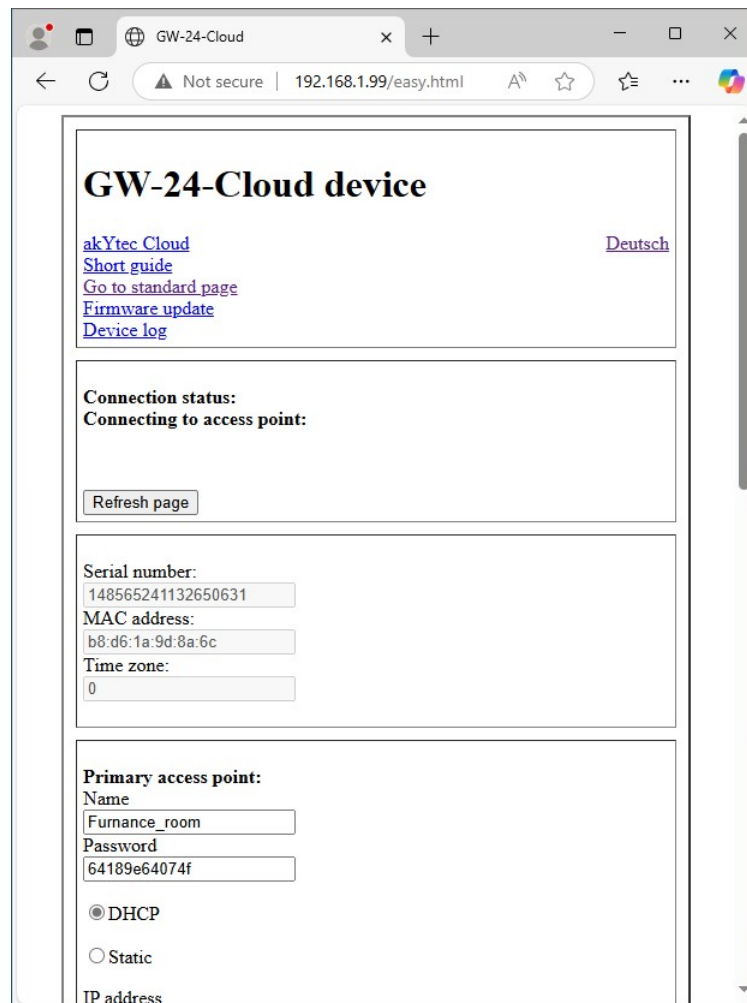 GW-24-Cloud
Not secure | 192.168.1.99/easy.html
GW-24-Cloud device
akYtec Cloud
Deutsch
Short guide
Go to standard page
Firmware update
Device log
Connection status:
Connecting to access point:
Refresh page
Serial number:
148565241132650631
MAC address:
b8:d6:1a:9d:8a:6c
Time zone:
0
Primary access point:
Name
Furnance_room
Password
64189e64074f
DHCP
Static
IP address